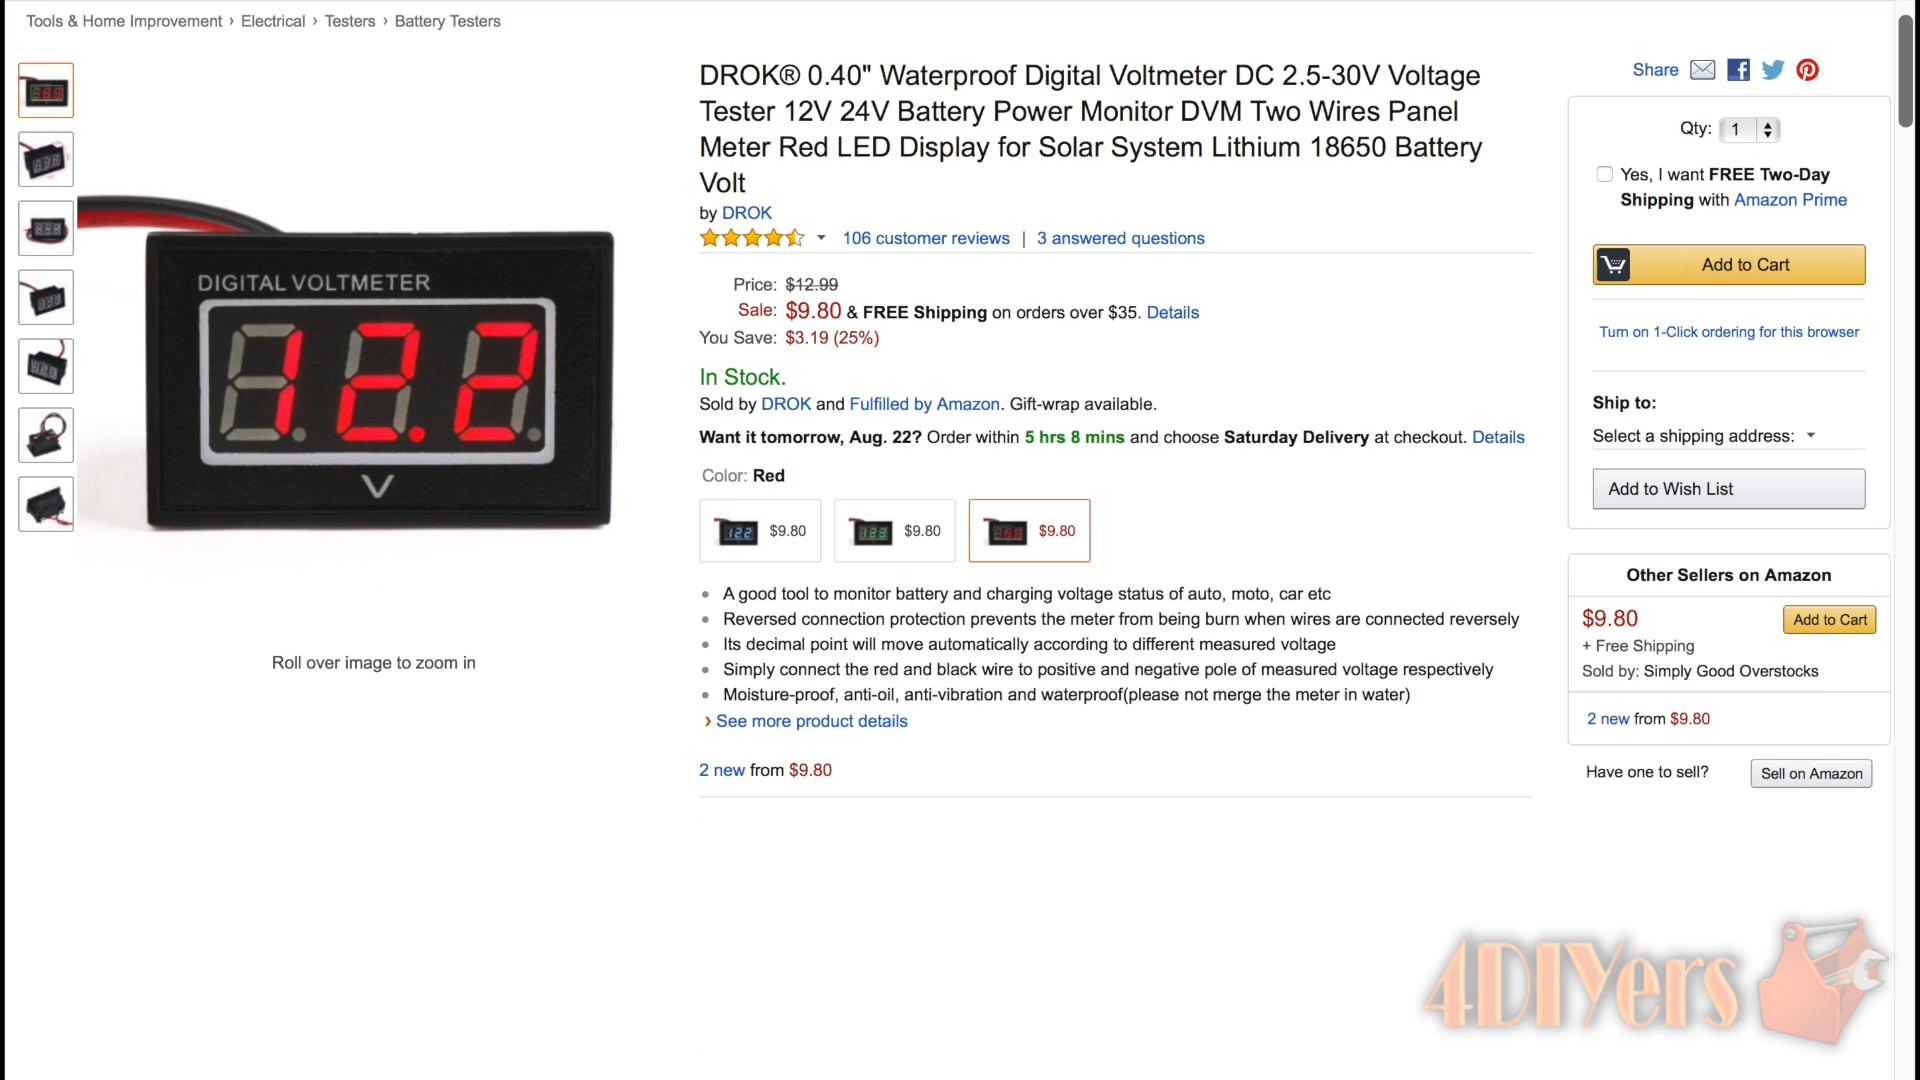 Tools & Home Improvement › Electrical › Testers › Battery Testers
DIGITAL VOLTMETER
12.2
V
Roll over image to zoom in
DROK® 0.40" Waterproof Digital Voltmeter DC 2.5-30V Voltage
Tester 12V 24V Battery Power Monitor DVM Two Wires Panel
Meter Red LED Display for Solar System Lithium 18650 Battery
Volt
by DROK
106 customer reviews | 3 answered questions
Price: $12.99
Sale: $9.80 & FREE Shipping on orders over $35. Details
You Save: $3.19 (25%)
In Stock.
Sold by DROK and Fulfilled by Amazon. Gift-wrap available.
Want it tomorrow, Aug. 22? Order within 5 hrs 8 mins and choose Saturday Delivery at checkout. Details
Color: Red
$9.80 $9.80 $9.80
A good tool to monitor battery and charging voltage status of auto, moto, car etc
Reversed connection protection prevents the meter from being burn when wires are connected reversely
Its decimal point will move automatically according to different measured voltage
Simply connect the red and black wire to positive and negative pole of measured voltage respectively
Moisture-proof, anti-oil, anti-vibration and waterproof(please not merge the meter in water)
› See more product details
2 new from $9.80
Share
Qty: 1
Yes, I want FREE Two-Day
Shipping with Amazon Prime
Add to Cart
Turn on 1-Click ordering for this browser
Ship to:
Select a shipping address:
Add to Wish List
Other Sellers on Amazon
$9.80 Add to Cart
+ Free Shipping
Sold by: Simply Good Overstocks
2 new from $9.80
Have one to sell? Sell on Amazon
4DIYers